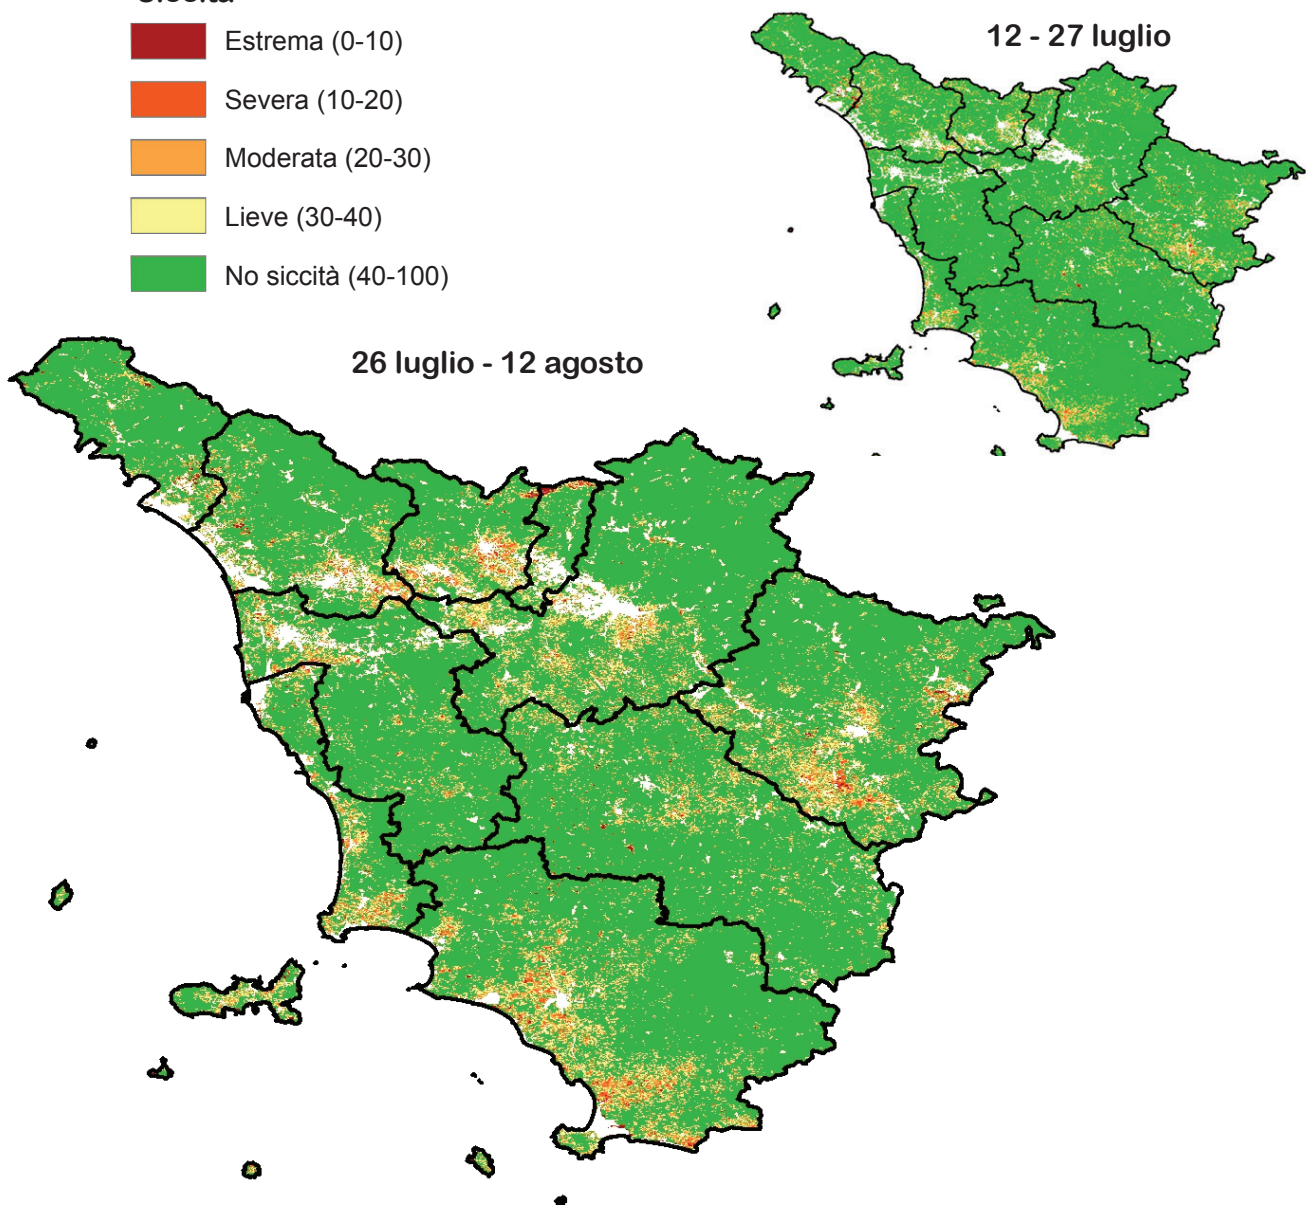 Siccità
Estrema (0-10)
Severa (10-20)
Moderata (20-30)
Lieve (30-40)
No siccità (40-100)
12 - 27 luglio
26 luglio - 12 agosto